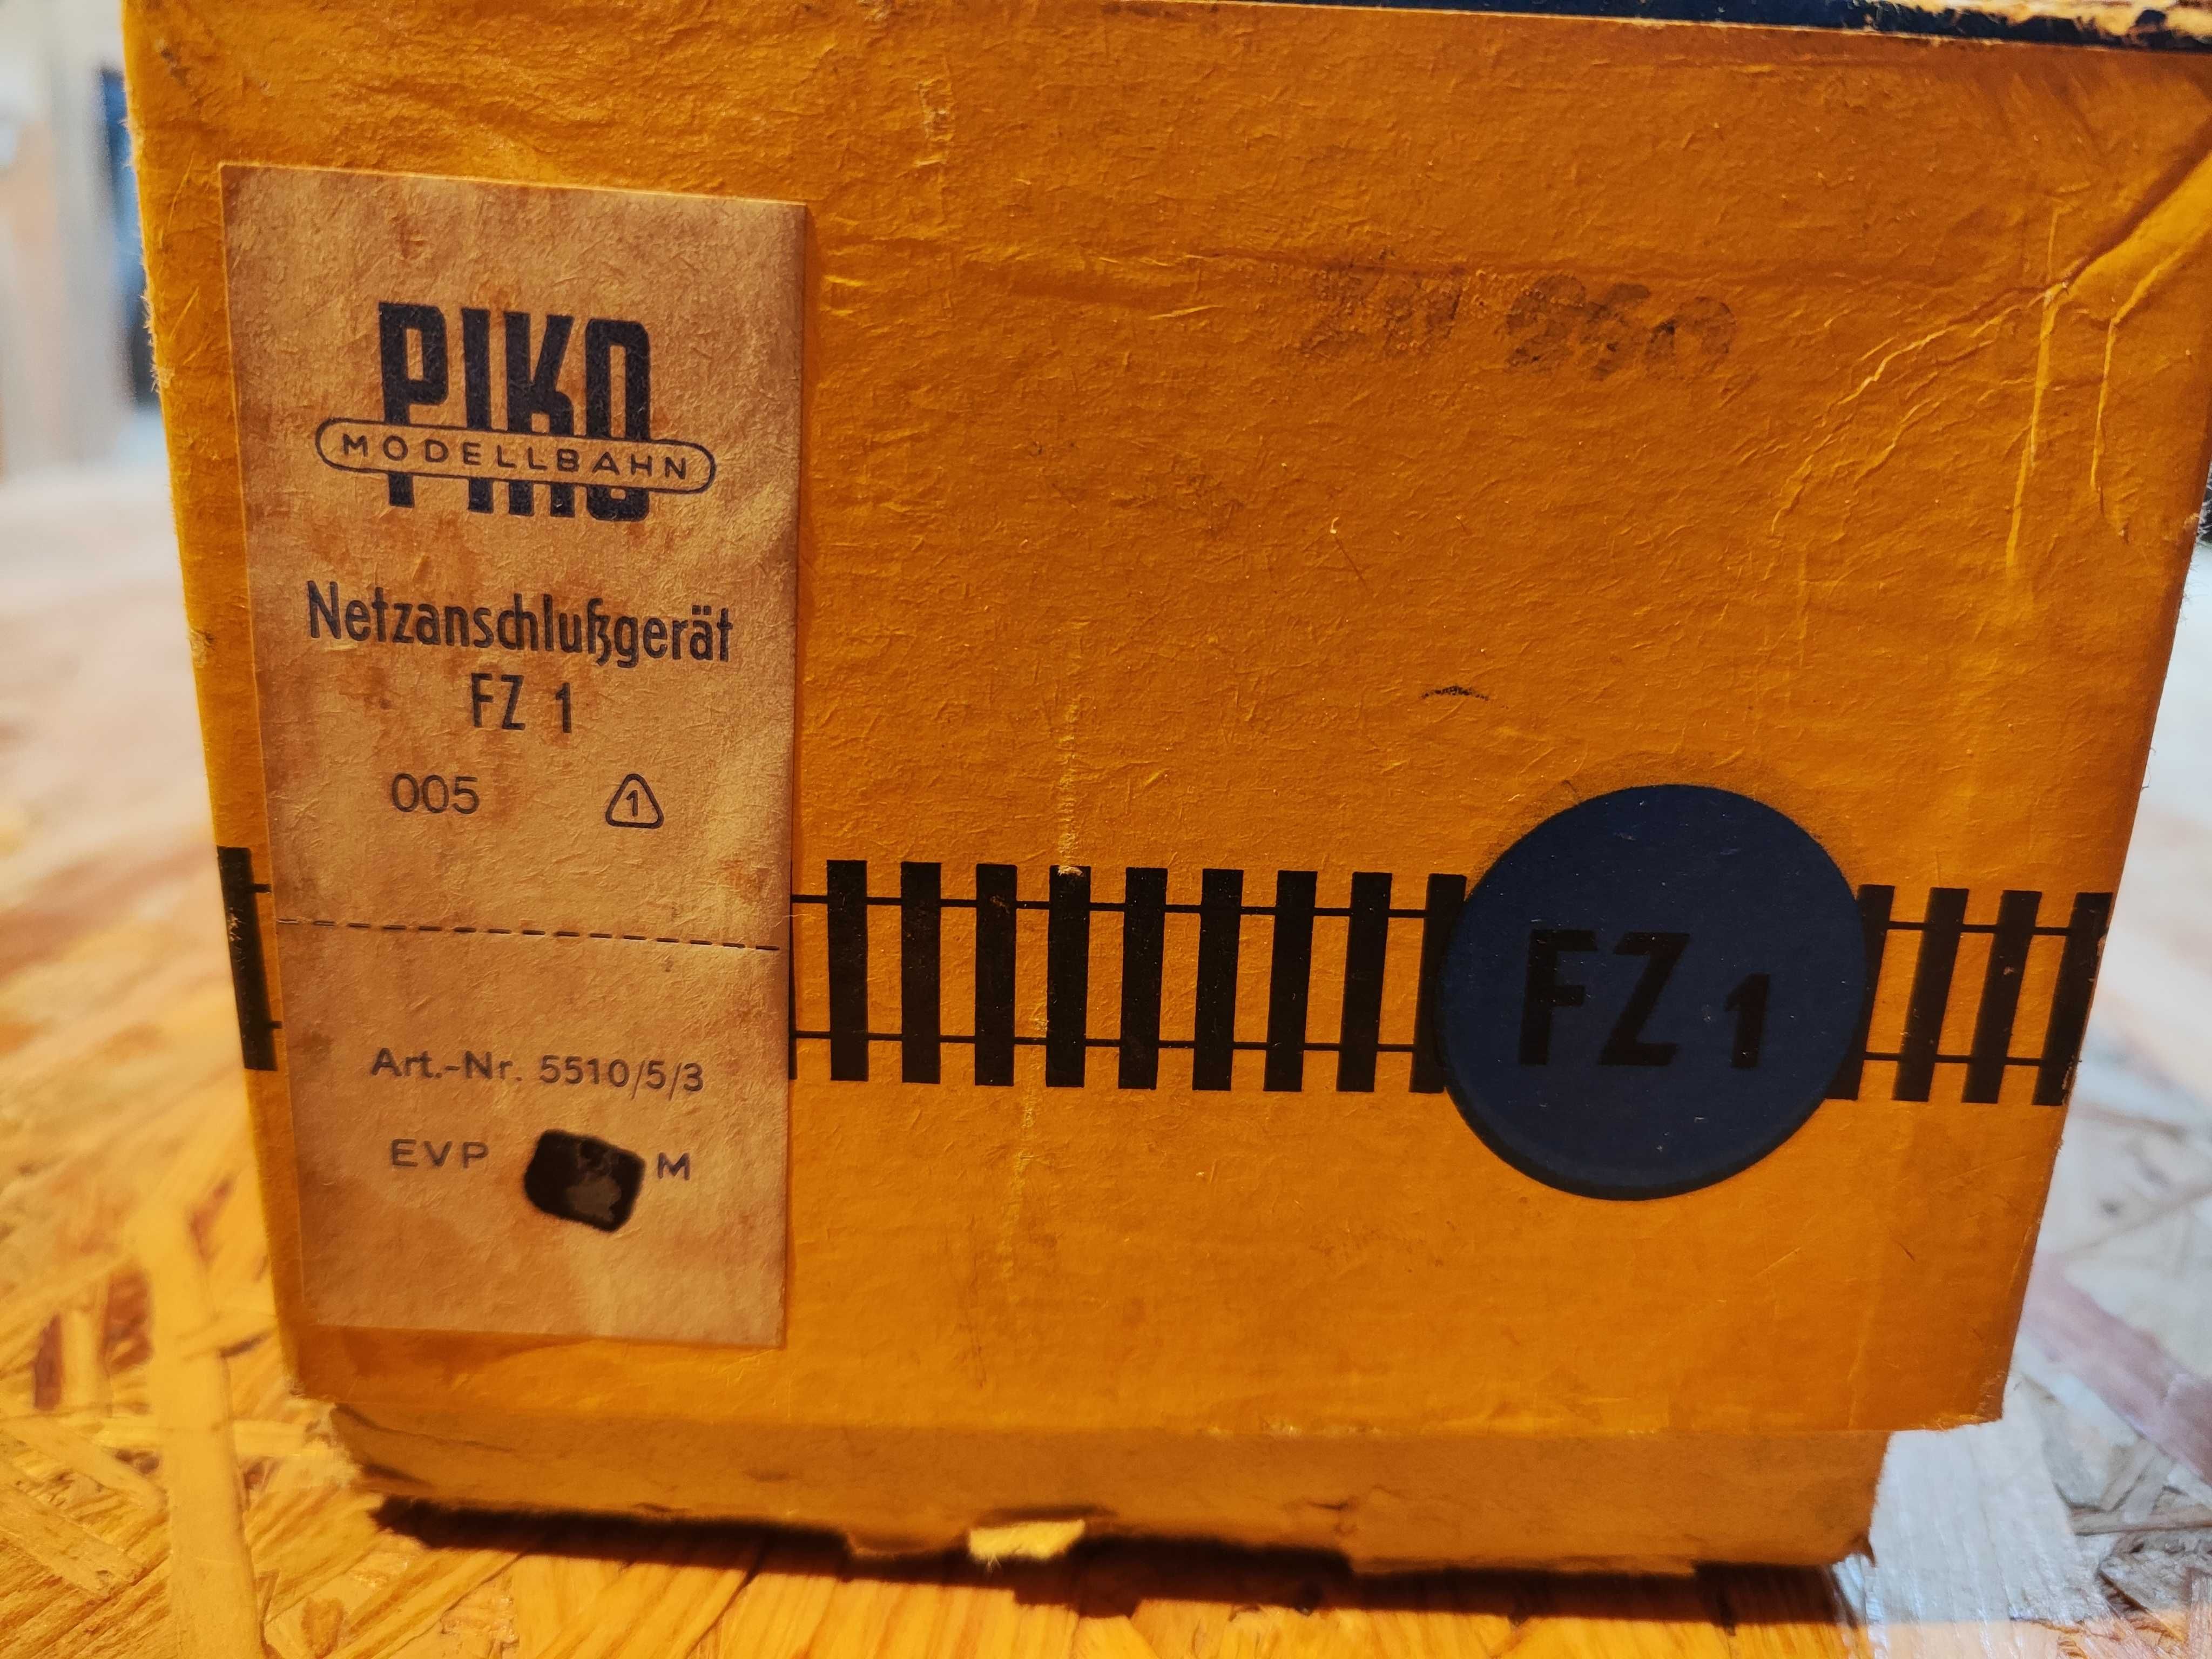 PIKO
MODELLBAHN
Netzanschlußgerät
FZ 1
005 1
Art.-Nr. 5510/5/3
EVP M
FZ 1